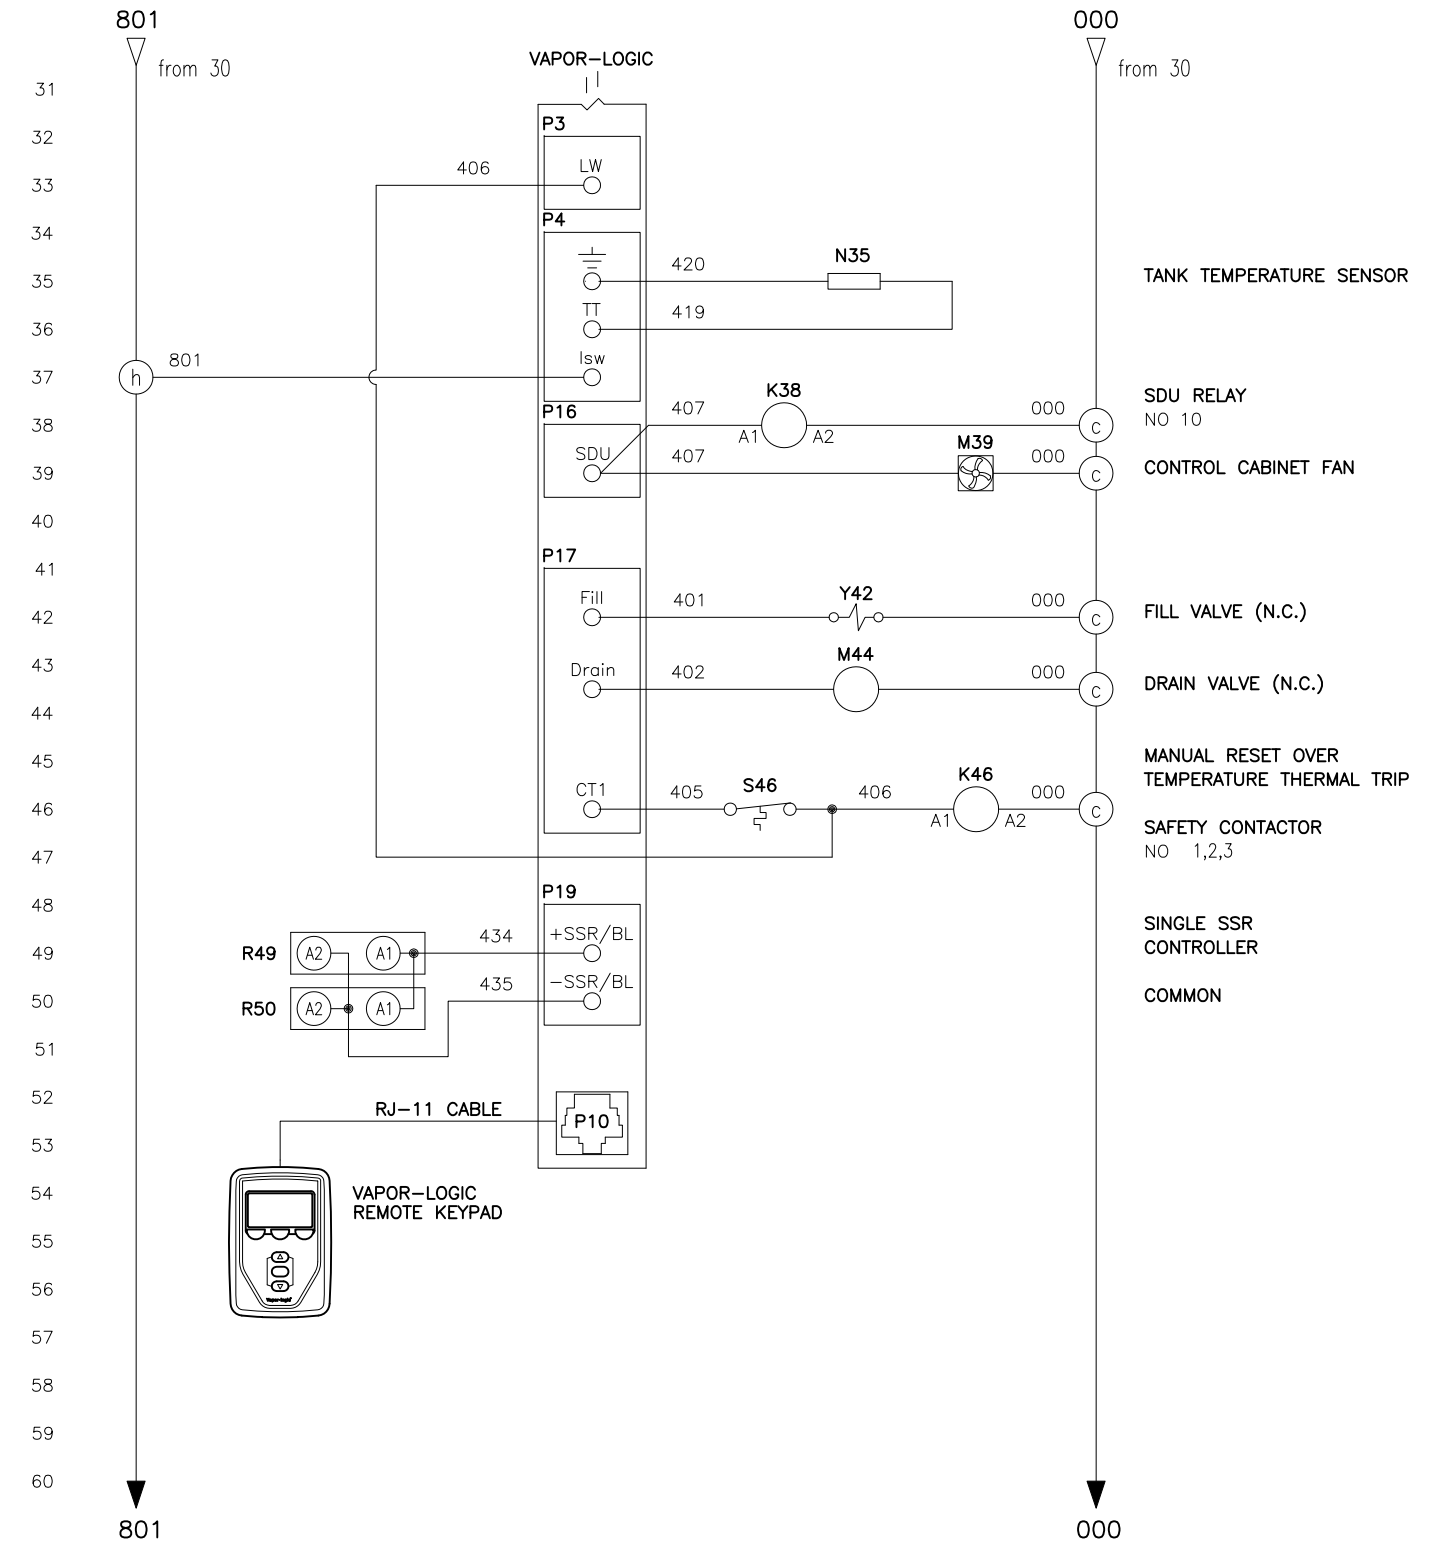 801
000
from 30
from 30
VAPOR-LOGIC
31
P3
32
LW
406
33
P4
34
420
N35
TANK TEMPERATURE SENSOR
35
TT
419
36
Isw
801
h
37
K38
SDU RELAY
P16
407
000
NO 10
38
A1
A2
c
M39
SDU
407
000
CONTROL CABINET FAN
39
c
40
P17
41
Fill
401
Y42
000
FILL VALVE (N.C.)
42
c
43
M44
Drain
402
000
DRAIN VALVE (N.C.)
c
44
45
MANUAL RESET OVER
TEMPERATURE THERMAL TRIP
CT1
405
S46
406
K46
000
46
A1
A2
c
SAFETY CONTACTOR
47
NO 1,2,3
P19
48
SINGLE SSR
434
+SSR/BL
CONTROLLER
49
R49
A2
A1
435
-SSR/BL
COMMON
50
R50
A2
A1
51
52
RJ-11 CABLE
P10
53
54
VAPOR-LOGIC
REMOTE KEYPAD
55
56
Vapor-logic
57
58
59
60
801
000